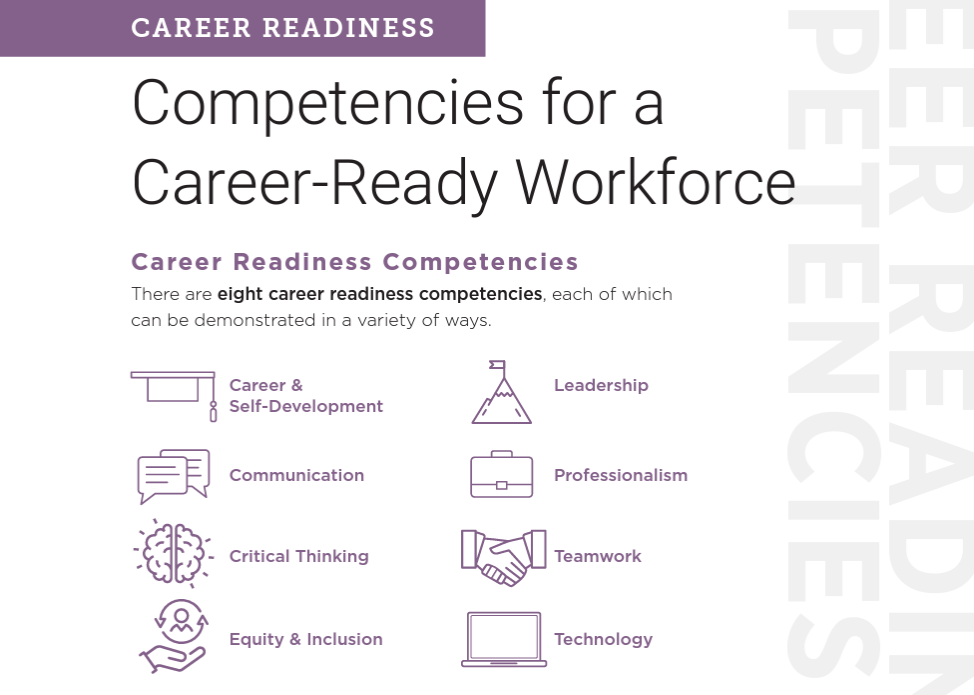 CAREER READINESS
Competencies for a
Career-Ready Workforce
Career Readiness Competencies
There are eight career readiness competencies, each of which
can be demonstrated in a variety of ways.
Career &
Self-Development
Leadership
Communication
Professionalism
Critical Thinking
Teamwork
Equity & Inclusion
Technology
EER READIN
PETENCIES